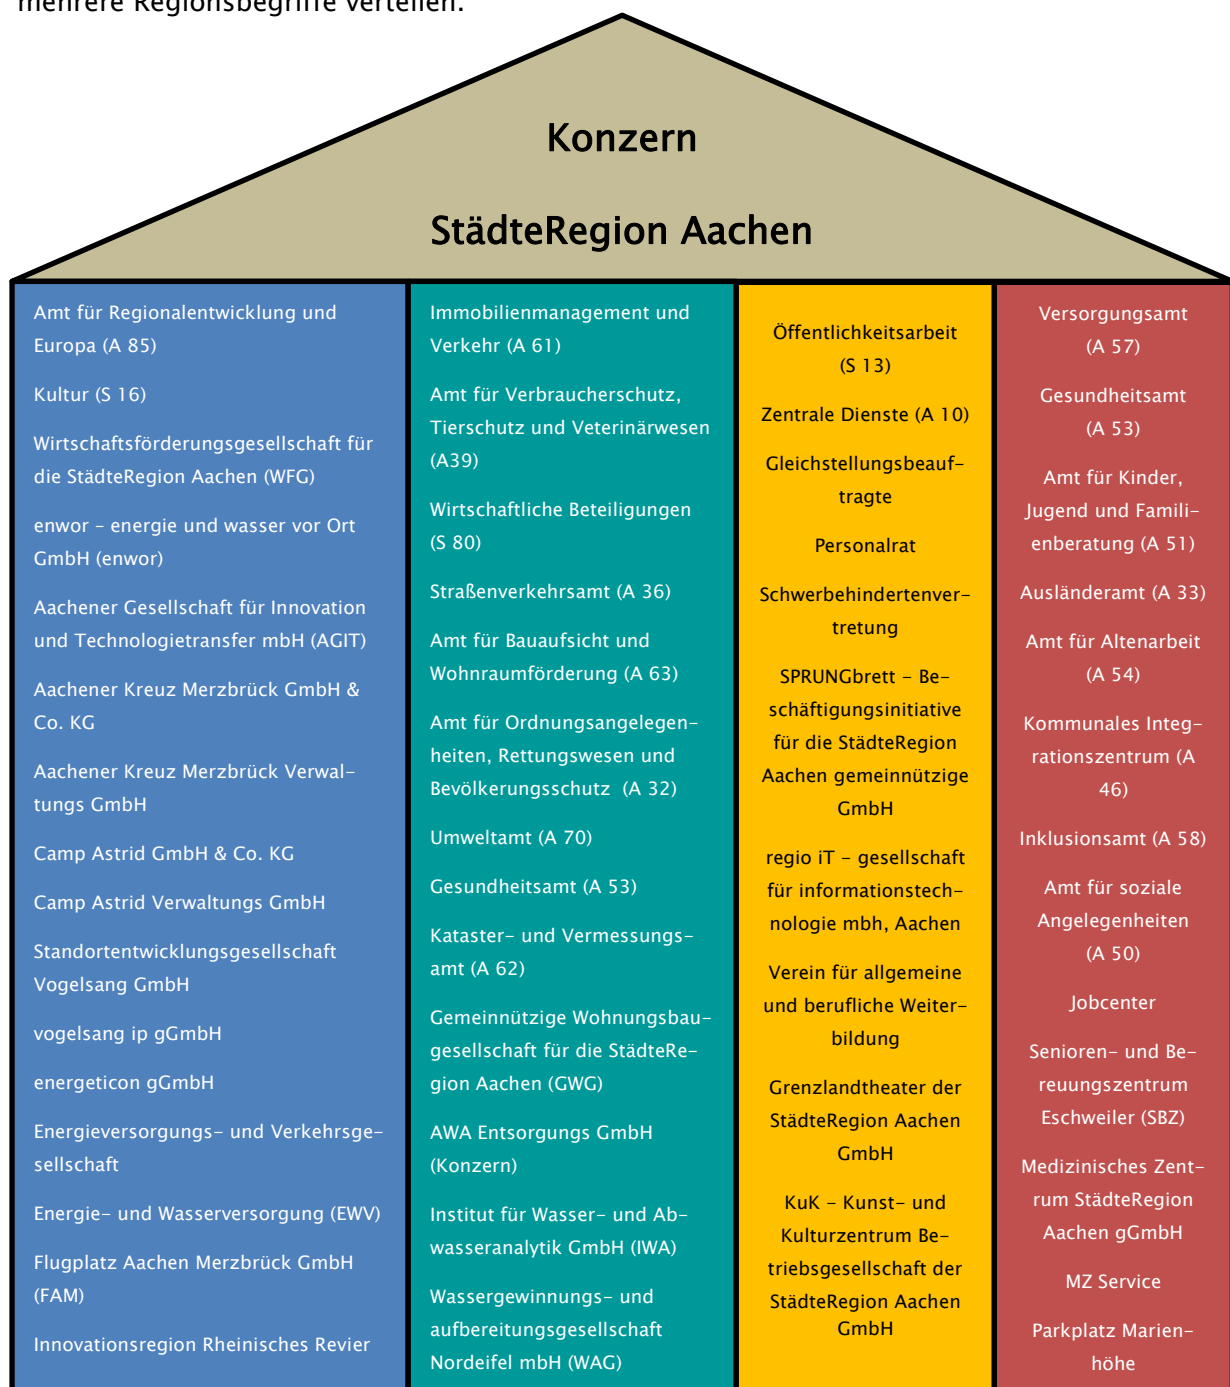 mehrere Regionsbegriffe verteilen.
Konzern
StädteRegion Aachen
Amt für Regionalentwicklung und
Europa (A 85)
Kultur (S 16)
Wirtschaftsförderungsgesellschaft für
die StädteRegion Aachen (WFG)
enwor – energie und wasser vor Ort
GmbH (enwor)
Aachener Gesellschaft für Innovation
und Technologietransfer mbH (AGIT)
Aachener Kreuz Merzbrück GmbH &
Co. KG
Aachener Kreuz Merzbrück Verwal-
tungs GmbH
Camp Astrid GmbH & Co. KG
Camp Astrid Verwaltungs GmbH
Standortentwicklungsgesellschaft
Vogelsang GmbH
vogelsang ip gGmbH
energeticon gGmbH
Energieversorgungs- und Verkehrsge-
sellschaft
Energie- und Wasserversorgung (EWV)
Flugplatz Aachen Merzbrück GmbH
(FAM)
Innovationsregion Rheinisches Revier
Immobilienmanagement und
Verkehr (A 61)
Amt für Verbraucherschutz,
Tierschutz und Veterinärwesen
(A39)
Wirtschaftliche Beteiligungen
(S 80)
Straßenverkehrsamt (A 36)
Amt für Bauaufsicht und
Wohnraumförderung (A 63)
Amt für Ordnungsangelegen-
heiten, Rettungswesen und
Bevölkerungsschutz (A 32)
Umweltamt (A 70)
Gesundheitsamt (A 53)
Kataster- und Vermessungs-
amt (A 62)
Gemeinnützige Wohnungsbau-
gesellschaft für die StädteRe-
gion Aachen (GWG)
AWA Entsorgungs GmbH
(Konzern)
Institut für Wasser- und Ab-
wasseranalytik GmbH (IWA)
Wassergewinnungs- und
aufbereitungsgesellschaft
Nordeifel mbH (WAG)
Öffentlichkeitsarbeit
(S 13)
Zentrale Dienste (A 10)
Gleichstellungsbeauf-
tragte
Personalrat
Schwerbehindertenver-
tretung
SPRUNGbrett - Be-
schäftigungsinitiative
für die StädteRegion
Aachen gemeinnützige
GmbH
regio iT - gesellschaft
für informationstech-
nologie mbh, Aachen
Verein für allgemeine
und berufliche Weiter-
bildung
Grenzlandtheater der
StädteRegion Aachen
GmbH
KuK - Kunst- und
Kulturzentrum Be-
triebsgesellschaft der
StädteRegion Aachen
GmbH
Versorgungsamt
(A 57)
Gesundheitsamt
(A 53)
Amt für Kinder,
Jugend und Famili-
enberatung (A 51)
Ausländeramt (A 33)
Amt für Altenarbeit
(A 54)
Kommunales Integ-
rationszentrum (A
46)
Inklusionsamt (A 58)
Amt für soziale
Angelegenheiten
(A 50)
Jobcenter
Senioren- und Be-
reuungszentrum
Eschweiler (SBZ)
Medizinisches Zent-
rum StädteRegion
Aachen gGmbH
MZ Service
Parkplatz Marien-
höhe